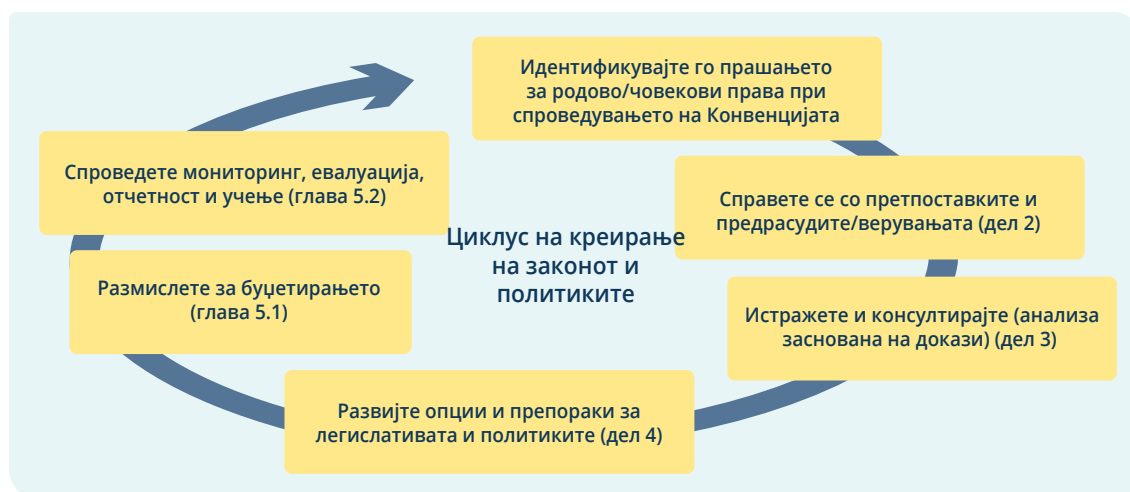 Идентификувајте го прашањето
за родово/човекови права при
спроведувањето на Конвенцијата
Справете се со претпоставките и
предрасудите/верувањата (дел 2)
Истражете и консултирајте (анализа
заснована на докази) (дел 3)
Развијте опции и препораки за
легислативата и политиките (дел 4)
Размислете за буџетирањето
(глава 5.1)
Спроведете мониторинг, евалуација,
отчетност и учење (глава 5.2)
Циклус на креирање
на законот и
политиките